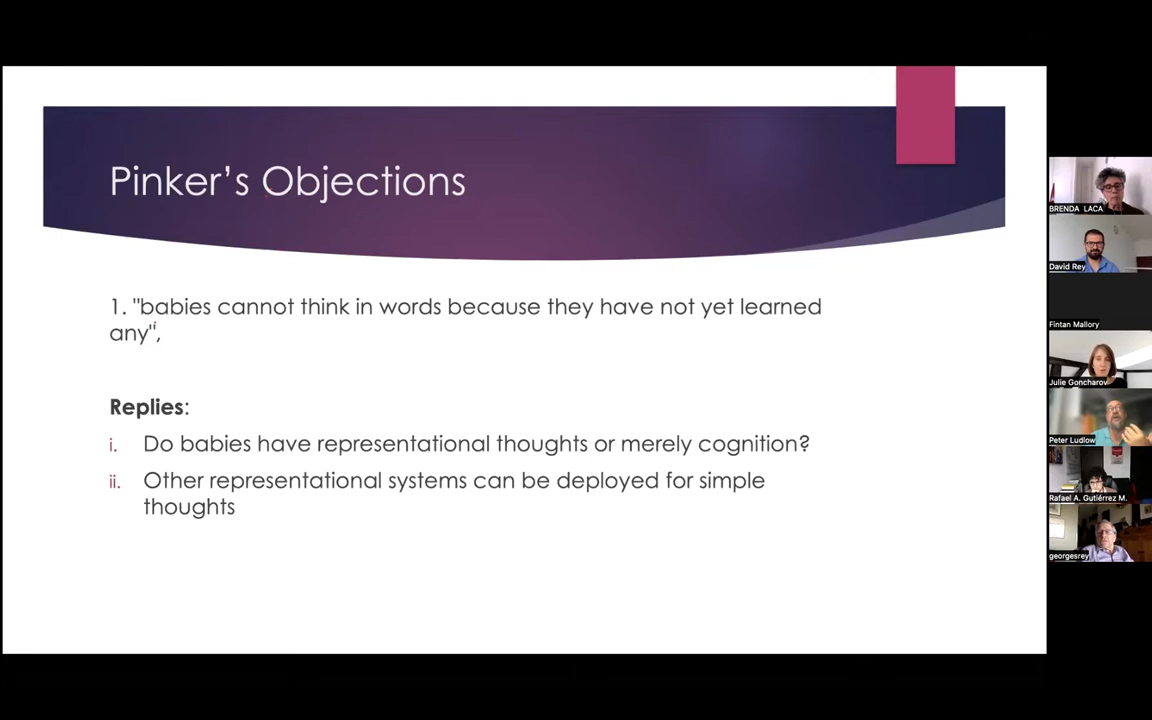 Pinker's Objections
1. "babies cannot think in words because they have not yet learned
any",
Replies:
i. Do babies have representational thoughts or merely cognition?
ii. Other representational systems can be deployed for simple
thoughts
BRENDA LACA
David Rey
Fintan Mallory
Julie Goncharov
Peter Ludlow
Rafael A. Gutiérrez M.
georgesrey